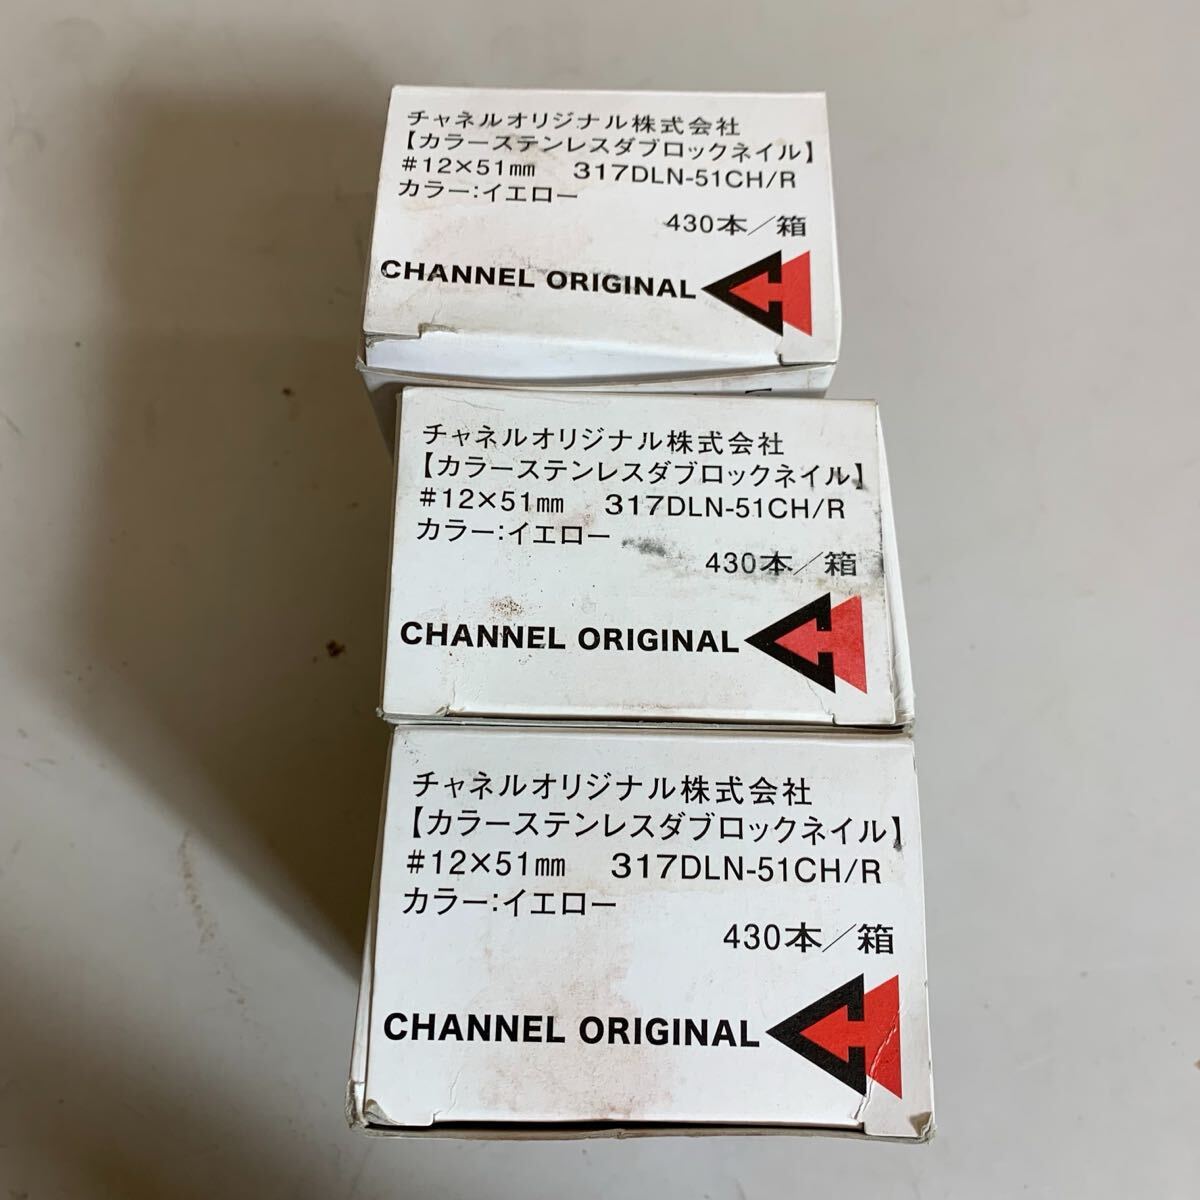 チャネルオリジナル株式会社
【カラーステンレスダブロックネイル】
#12×51㎜ 317DLN-51CH/R
カラー:イエロー
430本／箱
CHANNEL ORIGINAL
チャネルオリジナル株式会社
【カラーステンレスダブロックネイル】
#12×51㎜ 317DLN-51CH/R
カラー:イエロー
430本／箱
CHANNEL ORIGINAL
チャネルオリジナル株式会社
【カラーステンレスダブロックネイル】
#12×51㎜ 317DLN-51CH/R
カラー:イエロー
430本／箱
CHANNEL ORIGINAL